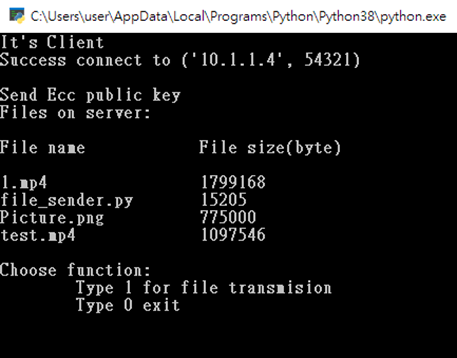 C:\Users\user\AppData\Local\Programs\Python\Python38\python.exe
It's Client
Success connect to ('10.1.1.4', 54321)
Send Ecc public key
Files on server:
File name File size(byte)
1.mp4 1799168
file_sender.py 15205
Picture.png 775000
test.mp4 1097546
Choose function:
Type 1 for file transmision
Type 0 exit